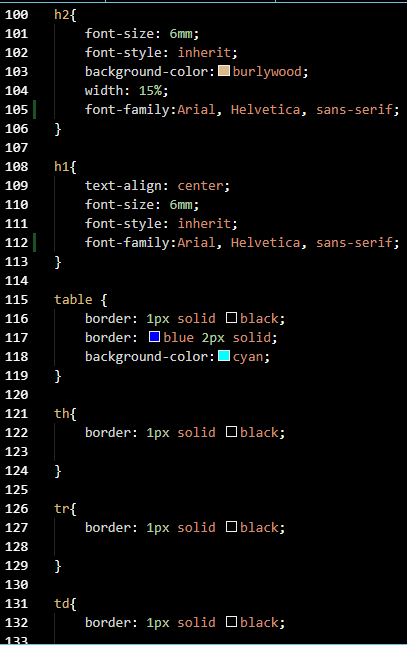 100 h2{
101 font-size: 6mm;
102 font-style: inherit;
103 background-color: burlywood;
104 width: 15%;
105 font-family:Arial, Helvetica, sans-serif;
106 }
107
108 h1{
109 text-align: center;
110 font-size: 6mm;
111 font-style: inherit;
112 font-family:Arial, Helvetica, sans-serif;
113 }
114
115 table {
116 border: 1px solid black;
117 border: blue 2px solid;
118 background-color: cyan;
119 }
120
121 th{
122 border: 1px solid black;
123
124 }
125
126 tr{
127 border: 1px solid black;
128
129 }
130
131 td{
132 border: 1px solid black;
133